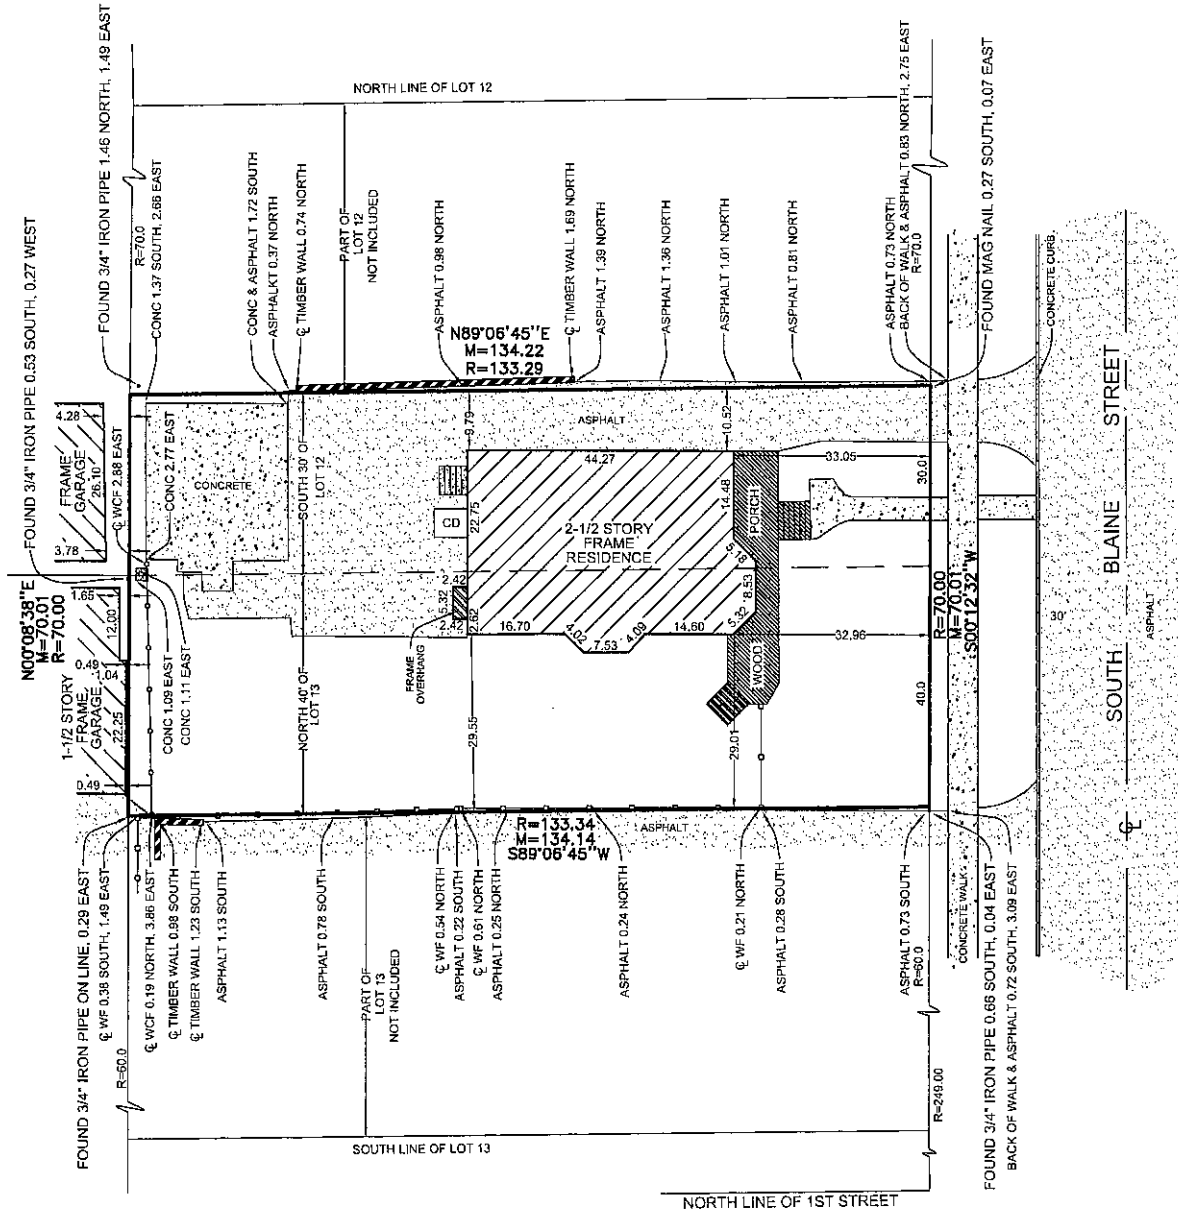 NORTH LINE OF LOT 12
FOUND 3/4" IRON PIPE 1.46 NORTH, 1.49 EAST
R=70.0
CONC 1.37 SOUTH, 2.66 EAST
CONC & ASPHALT 1.72 SOUTH
ASPHALKT 0.37 NORTH
℄ TIMBER WALL 0.74 NORTH
PART OF
LOT 12
NOT INCLUDED
ASPHALT 0.98 NORTH
℄ TIMBER WALL 1.69 NORTH
ASPHALT 1.39 NORTH
ASPHALT 1.36 NORTH
ASPHALT 1.01 NORTH
ASPHALT 0.81 NORTH
ASPHALT 0.73 NORTH
R=70.0
BACK OF WALK & ASPHALT 0.83 NORTH, 2.75 EAST
FOUND MAG NAIL 0.27 SOUTH, 0.07 EAST
CONCRETE CURB
N89°06'45"E
M=134.22
R=133.29
FOUND 3/4" IRON PIPE 0.53 SOUTH, 0.27 WEST
N00°08'38"E
M=70.01
R=70.00
4.28
FRAME
GARAGE
26.10
3.78
℄ WCF 2.88 EAST
CONC 2.77 EAST
CONCRETE
SOUTH 30' OF
LOT 12
ASPHALT
9.79
10.52
44.27
33.05
30.0
CD
22.75
2-1/2 STORY
FRAME
RESIDENCE
14.48
PORCH
5.18
8.53
5.32
2.42
5.32
2.42
2.62
16.70
4.02
7.53
4.09
14.60
WOOD
32.96
R=70.00
M=70.01
S00°12'32"W
30'
SOUTH BLAINE STREET
℄
ASPHALT
1.65
12.00
0.49
1.04
1-1/2 STORY
FRAME
GARAGE
22.25
0.49
CONC 1.09 EAST
CONC 1.11 EAST
NORTH 40' OF
LOT 13
FRAME
OVERHANG
29.55
29.01
40.0
R=133.34
M=134.14
S89°06'45"W
ASPHALT
FOUND 3/4" IRON PIPE ON LINE, 0.29 EAST
℄ WF 0.38 SOUTH, 1.49 EAST
R=60.0
℄ WCF 0.19 NORTH, 3.86 EAST
℄ TIMBER WALL 0.98 SOUTH
℄ TIMBER WALL 1.23 SOUTH
ASPHALT 1.13 SOUTH
ASPHALT 0.78 SOUTH
PART OF
LOT 13
NOT INCLUDED
℄ WF 0.54 NORTH
ASPHALT 0.22 SOUTH
℄ WF 0.61 NORTH
ASPHALT 0.25 NORTH
ASPHALT 0.24 NORTH
℄ WF 0.21 NORTH
ASPHALT 0.28 SOUTH
ASPHALT 0.73 SOUTH
R=60.0
CONCRETE WALK
FOUND 3/4" IRON PIPE 0.66 SOUTH, 0.04 EAST
BACK OF WALK & ASPHALT 0.72 SOUTH, 3.09 EAST
R=249.00
SOUTH LINE OF LOT 13
NORTH LINE OF 1ST STREET